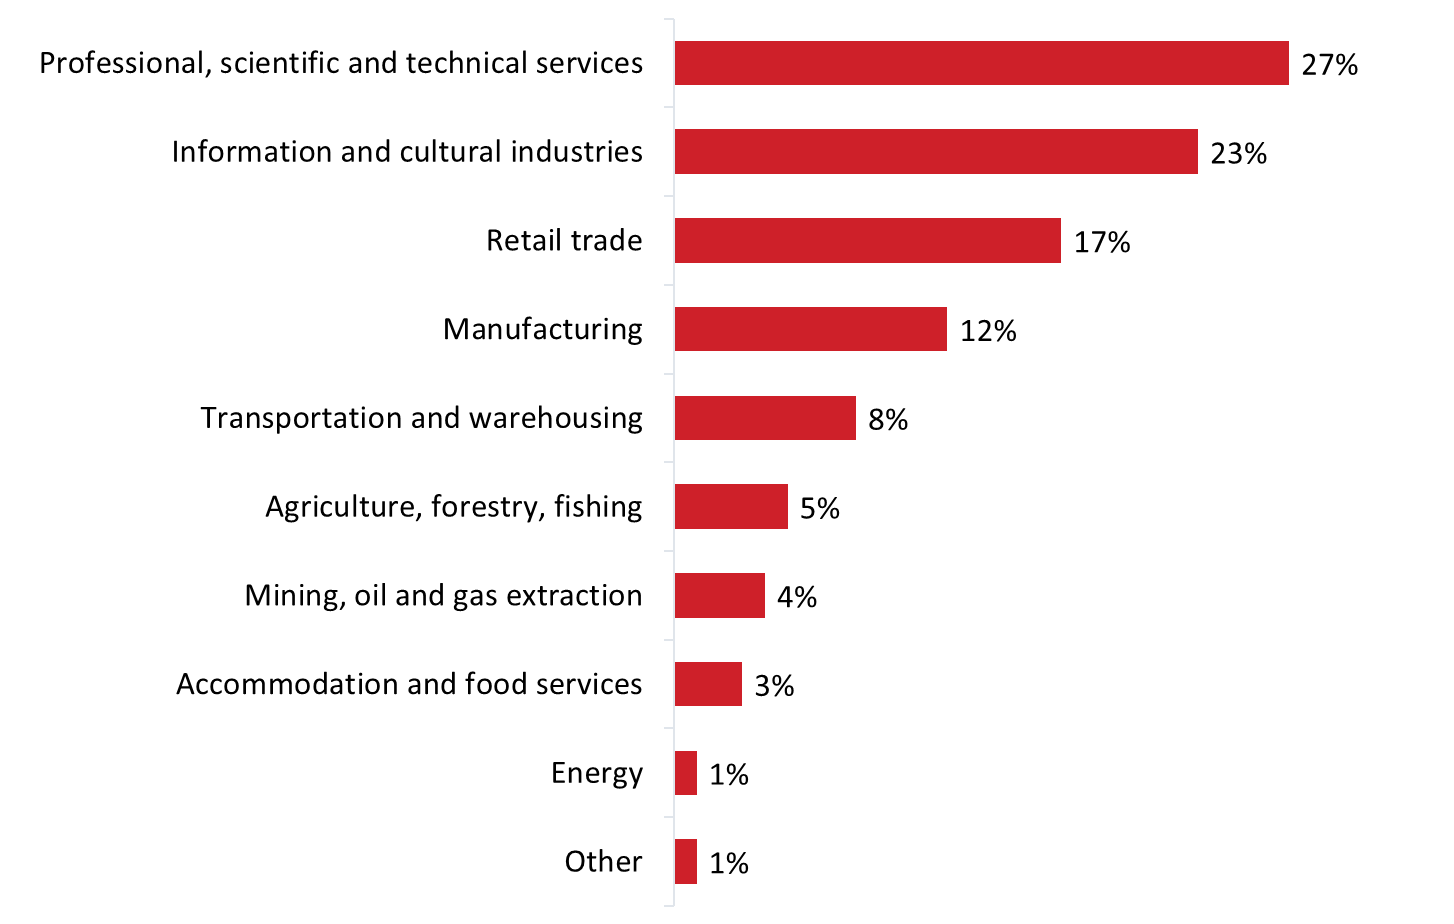 Professional, scientific and technical services 27%
Information and cultural industries 23%
Retail trade 17%
Manufacturing 12%
Transportation and warehousing 8%
Agriculture, forestry, fishing 5%
Mining, oil and gas extraction 4%
Accommodation and food services 3%
Energy 1%
Other 1%